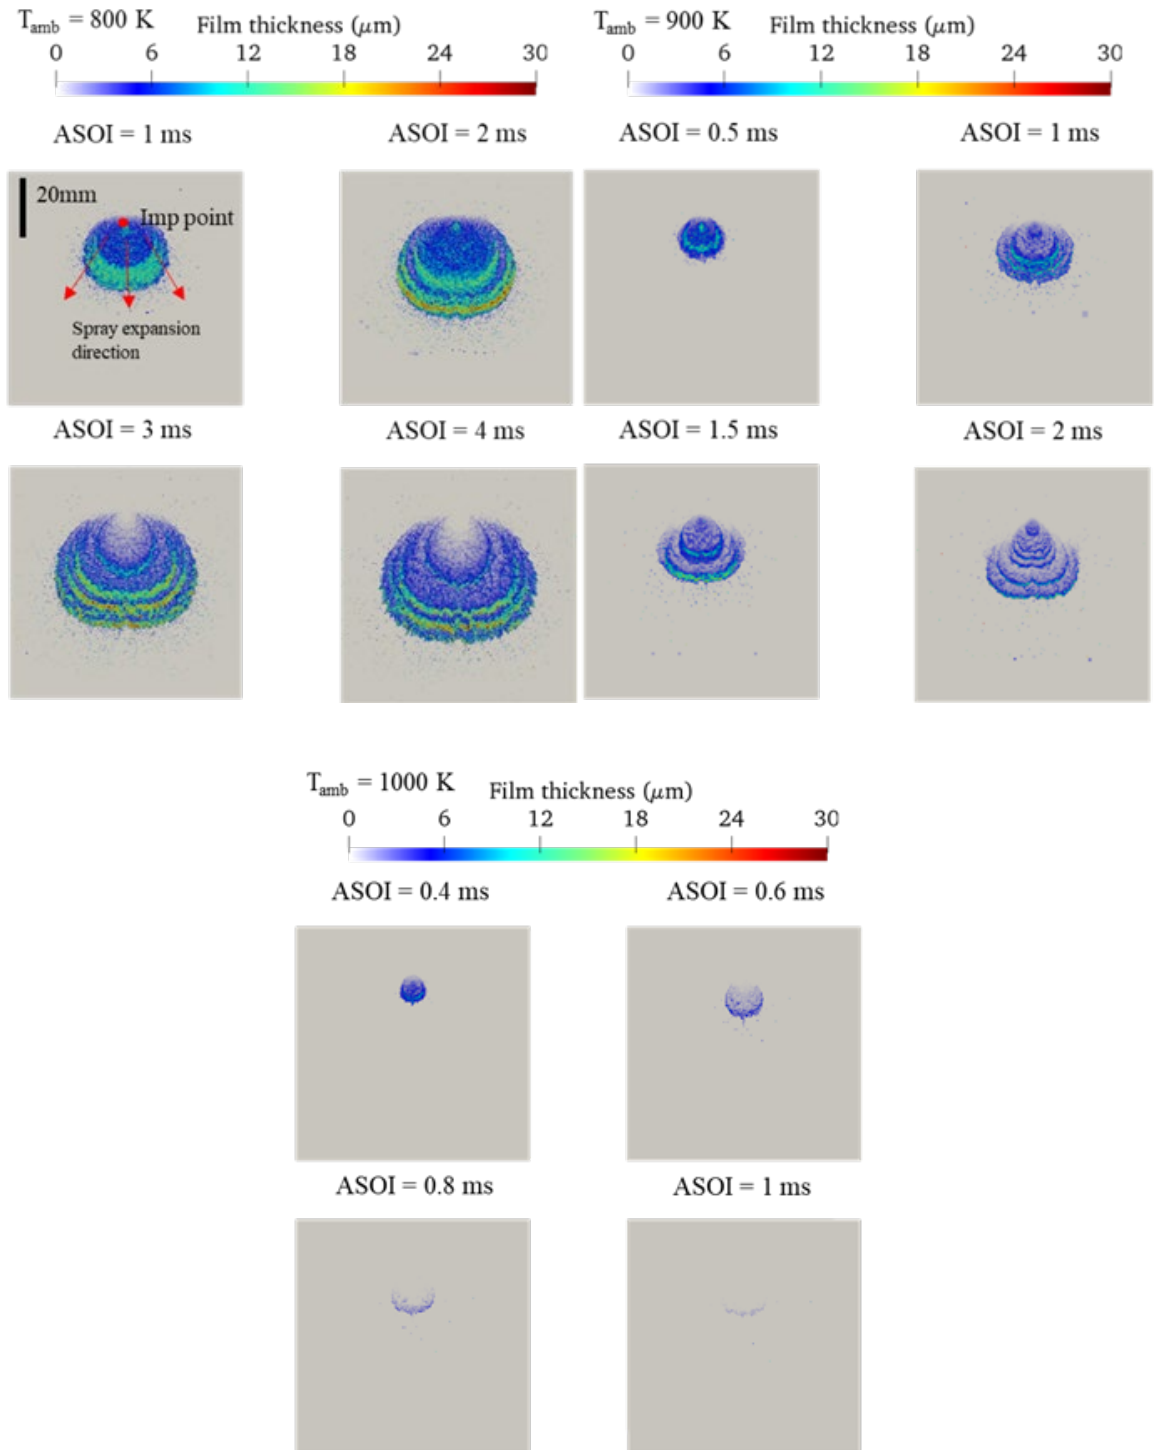 T_amb = 800 K Film thickness (μm)
0 6 12 18 24 30
ASOI = 1 ms ASOI = 2 ms
20mm
Imp point
Spray expansion
direction
ASOI = 3 ms ASOI = 4 ms
T_amb = 900 K Film thickness (μm)
0 6 12 18 24 30
ASOI = 0.5 ms ASOI = 1 ms
ASOI = 1.5 ms ASOI = 2 ms
T_amb = 1000 K Film thickness (μm)
0 6 12 18 24 30
ASOI = 0.4 ms ASOI = 0.6 ms
ASOI = 0.8 ms ASOI = 1 ms